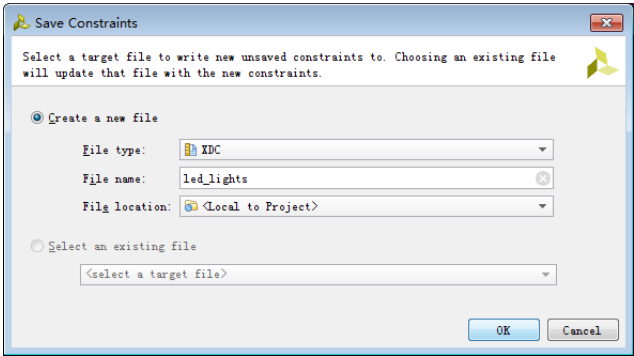 Save Constraints
Select a target file to write new unsaved constraints to. Choosing an existing file
will update that file with the new constraints.
Create a new file
File type: XDC
File name: led_lights
File location: <Local to Project>
Select an existing file
<select a target file>
OK Cancel